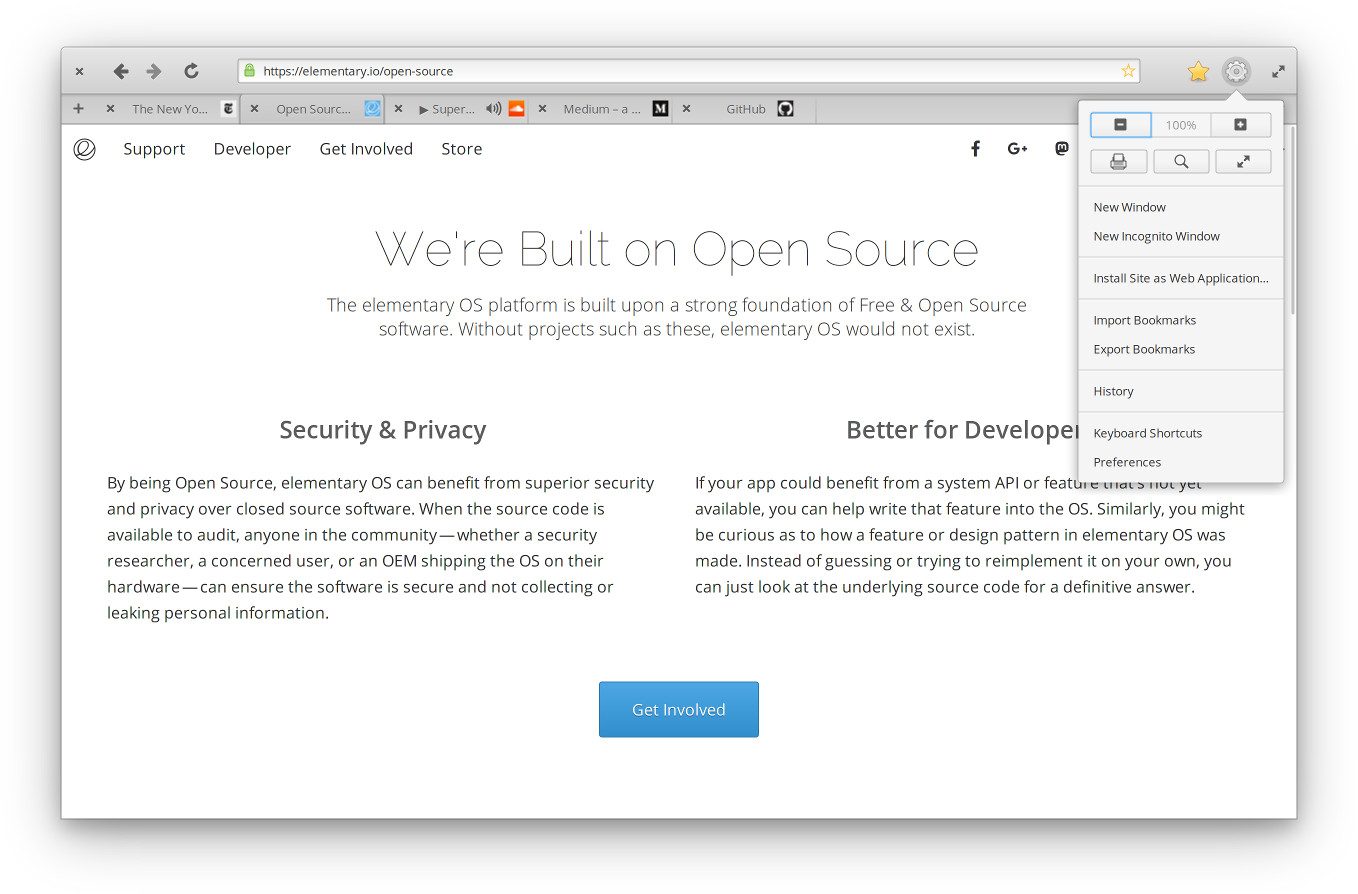 https://elementary.io/open-source
The New Yo...
Open Sourc...
▶ Super...
Medium – a ...
M
GitHub
Support
Developer
Get Involved
Store
G+
100%
New Window
New Incognito Window
Install Site as Web Application...
Import Bookmarks
Export Bookmarks
History
Keyboard Shortcuts
Preferences
We're Built on Open Source
The elementary OS platform is built upon a strong foundation of Free & Open Source
software. Without projects such as these, elementary OS would not exist.
Security & Privacy
By being Open Source, elementary OS can benefit from superior security
and privacy over closed source software. When the source code is
available to audit, anyone in the community — whether a security
researcher, a concerned user, or an OEM shipping the OS on their
hardware — can ensure the software is secure and not collecting or
leaking personal information.
Better for Developer
If your app could benefit from a system API or feature that's not yet
available, you can help write that feature into the OS. Similarly, you might
be curious as to how a feature or design pattern in elementary OS was
made. Instead of guessing or trying to reimplement it on your own, you
can just look at the underlying source code for a definitive answer.
Get Involved